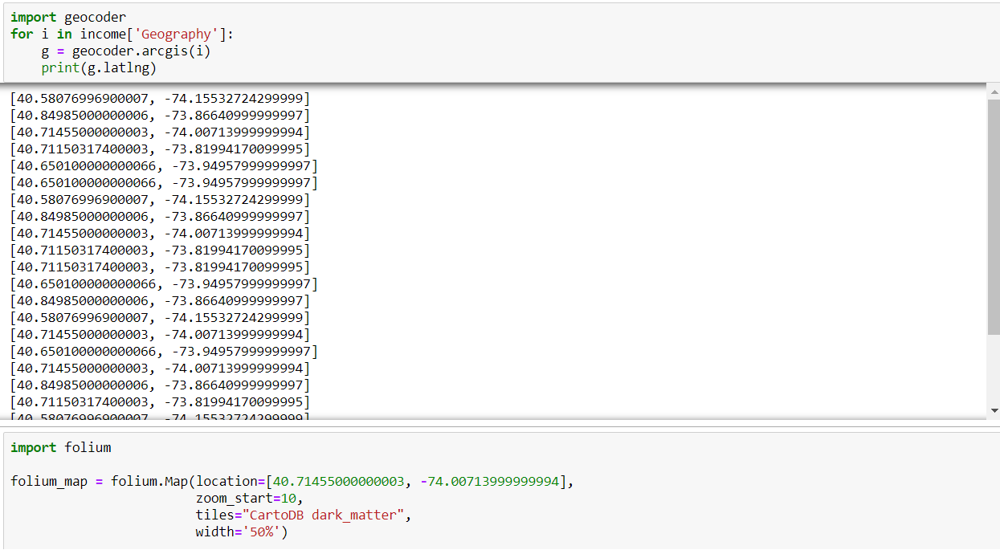 import geocoder
for i in income['Geography']:
    g = geocoder.arcgis(i)
    print(g.latlng)
[40.58076996900007, -74.15532724299999]
[40.84985000000006, -73.86640999999997]
[40.71455000000003, -74.00713999999994]
[40.71150317400003, -73.81994170099995]
[40.650100000000066, -73.94957999999997]
[40.650100000000066, -73.94957999999997]
[40.58076996900007, -74.15532724299999]
[40.84985000000006, -73.86640999999997]
[40.71455000000003, -74.00713999999994]
[40.71150317400003, -73.81994170099995]
[40.71150317400003, -73.81994170099995]
[40.650100000000066, -73.94957999999997]
[40.84985000000006, -73.86640999999997]
[40.58076996900007, -74.15532724299999]
[40.71455000000003, -74.00713999999994]
[40.650100000000066, -73.94957999999997]
[40.71455000000003, -74.00713999999994]
[40.84985000000006, -73.86640999999997]
[40.71150317400003, -73.81994170099995]
[40.58076996900007, -74.15532724299999]
import folium
folium_map = folium.Map(location=[40.71455000000003, -74.00713999999994],
                        zoom_start=10,
                        tiles="CartoDB dark_matter",
                        width='50%')